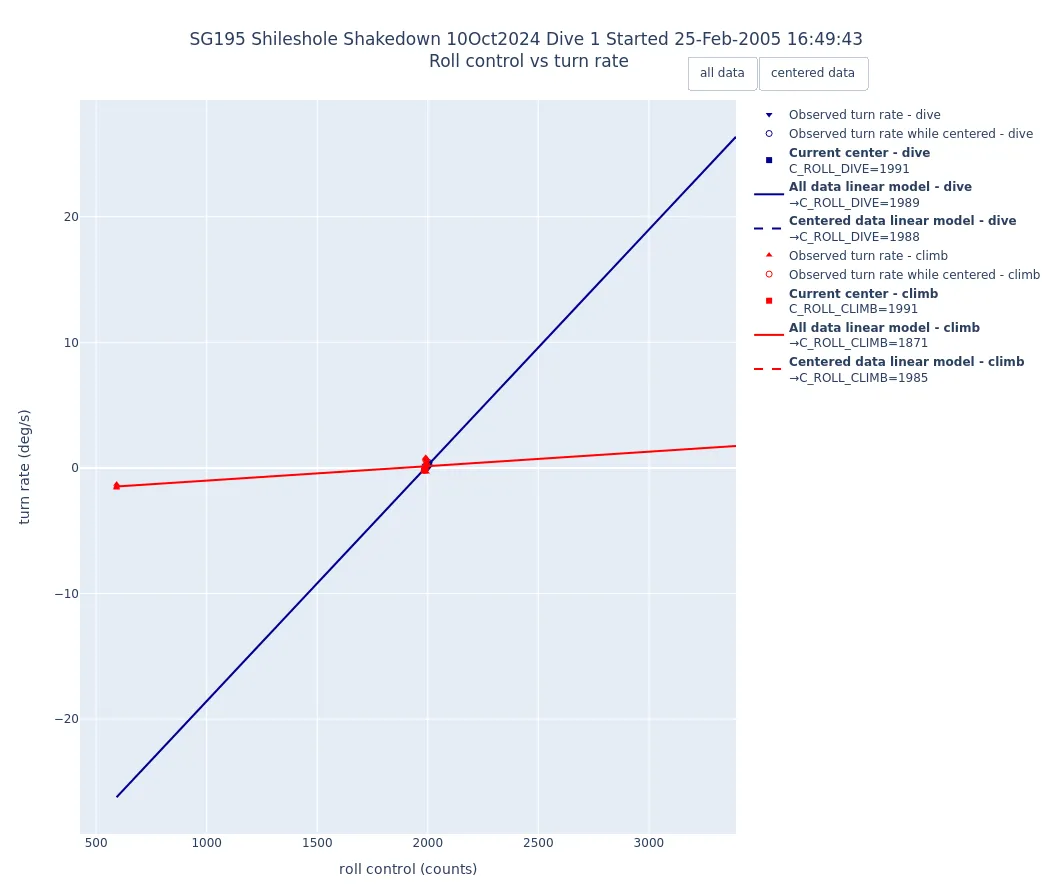 SG195 Shileshole Shakedown 10Oct2024 Dive 1 Started 25-Feb-2005 16:49:43
Roll control vs turn rate
all data
centered data
Observed turn rate - dive
Observed turn rate while centered - dive
Current center - dive
C_ROLL_DIVE=1991
All data linear model - dive
→C_ROLL_DIVE=1989
Centered data linear model - dive
→C_ROLL_DIVE=1988
Observed turn rate - climb
Observed turn rate while centered - climb
Current center - climb
C_ROLL_CLIMB=1991
All data linear model - climb
→C_ROLL_CLIMB=1871
Centered data linear model - climb
→C_ROLL_CLIMB=1985
turn rate (deg/s)
20
10
0
−10
−20
500 1000 1500 2000 2500 3000
roll control (counts)